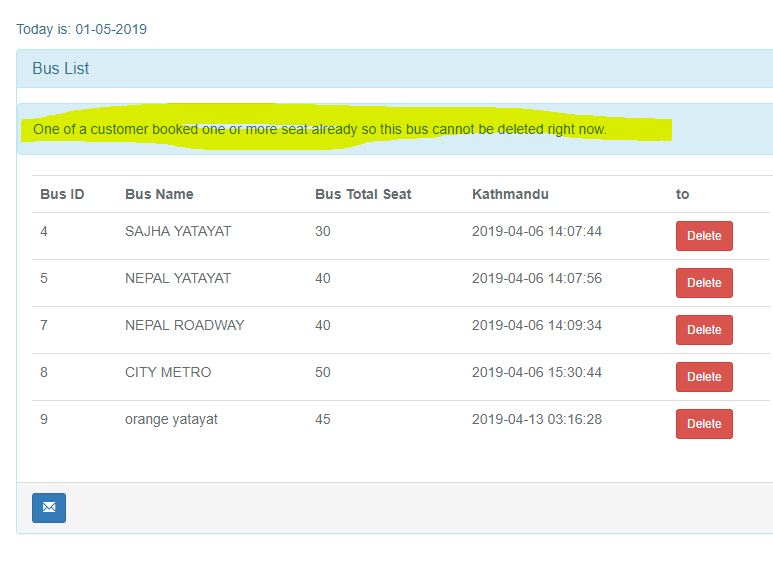 Today is: 01-05-2019
Bus List
One of a customer booked one or more seat already so this bus cannot be deleted right now.
Bus ID Bus Name Bus Total Seat Kathmandu to
4 SAJHA YATAYAT 30 2019-04-06 14:07:44 Delete
5 NEPAL YATAYAT 40 2019-04-06 14:07:56 Delete
7 NEPAL ROADWAY 40 2019-04-06 14:09:34 Delete
8 CITY METRO 50 2019-04-06 15:30:44 Delete
9 orange yatayat 45 2019-04-13 03:16:28 Delete